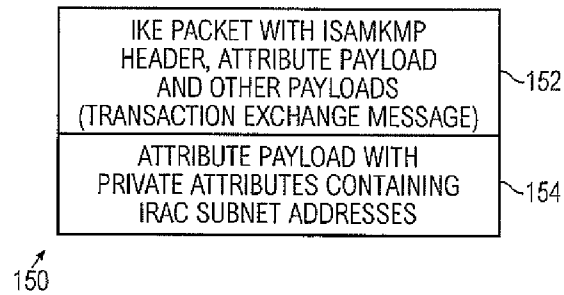 IKE PACKET WITH ISAMKMP
HEADER, ATTRIBUTE PAYLOAD
AND OTHER PAYLOADS
(TRANSACTION EXCHANGE MESSAGE)
152
ATTRIBUTE PAYLOAD WITH
PRIVATE ATTRIBUTES CONTAINING
IRAC SUBNET ADDRESSES
154
150